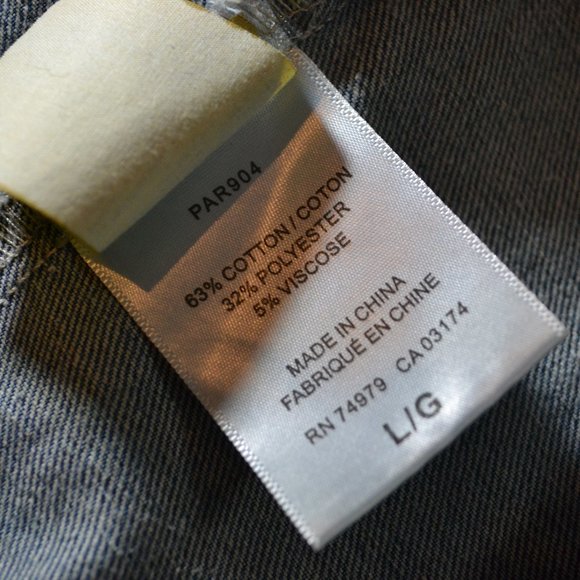 PAR904
63% COTTON / COTON
32% POLYESTER
5% VISCOSE
MADE IN CHINA
FABRIQUÉ EN CHINE
RN 74979 CA 03174
L/G